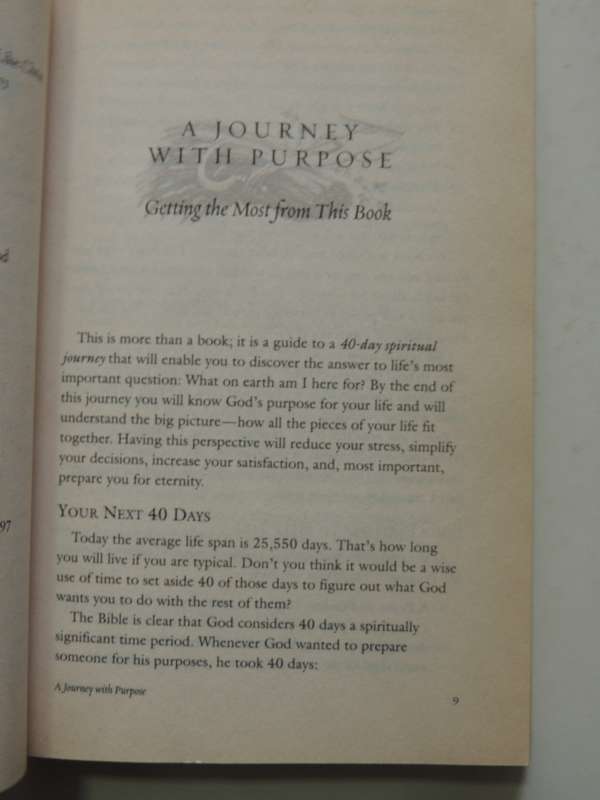 A JOURNEY
WITH PURPOSE
Getting the Most from This Book
This is more than a book; it is a guide to a 40-day spiritual
journey that will enable you to discover the answer to life's most
important question: What on earth am I here for? By the end of
this journey you will know God's purpose for your life and will
understand the big picture—how all the pieces of your life fit
together. Having this perspective will reduce your stress, simplify
your decisions, increase your satisfaction, and, most important,
prepare you for eternity.
YOUR NEXT 40 DAYS
Today the average life span is 25,550 days. That's how long
you will live if you are typical. Don't you think it would be a wise
use of time to set aside 40 of those days to figure out what God
wants you to do with the rest of them?
The Bible is clear that God considers 40 days a spiritually
significant time period. Whenever God wanted to prepare
someone for his purposes, he took 40 days:
A Journey with Purpose
9
97